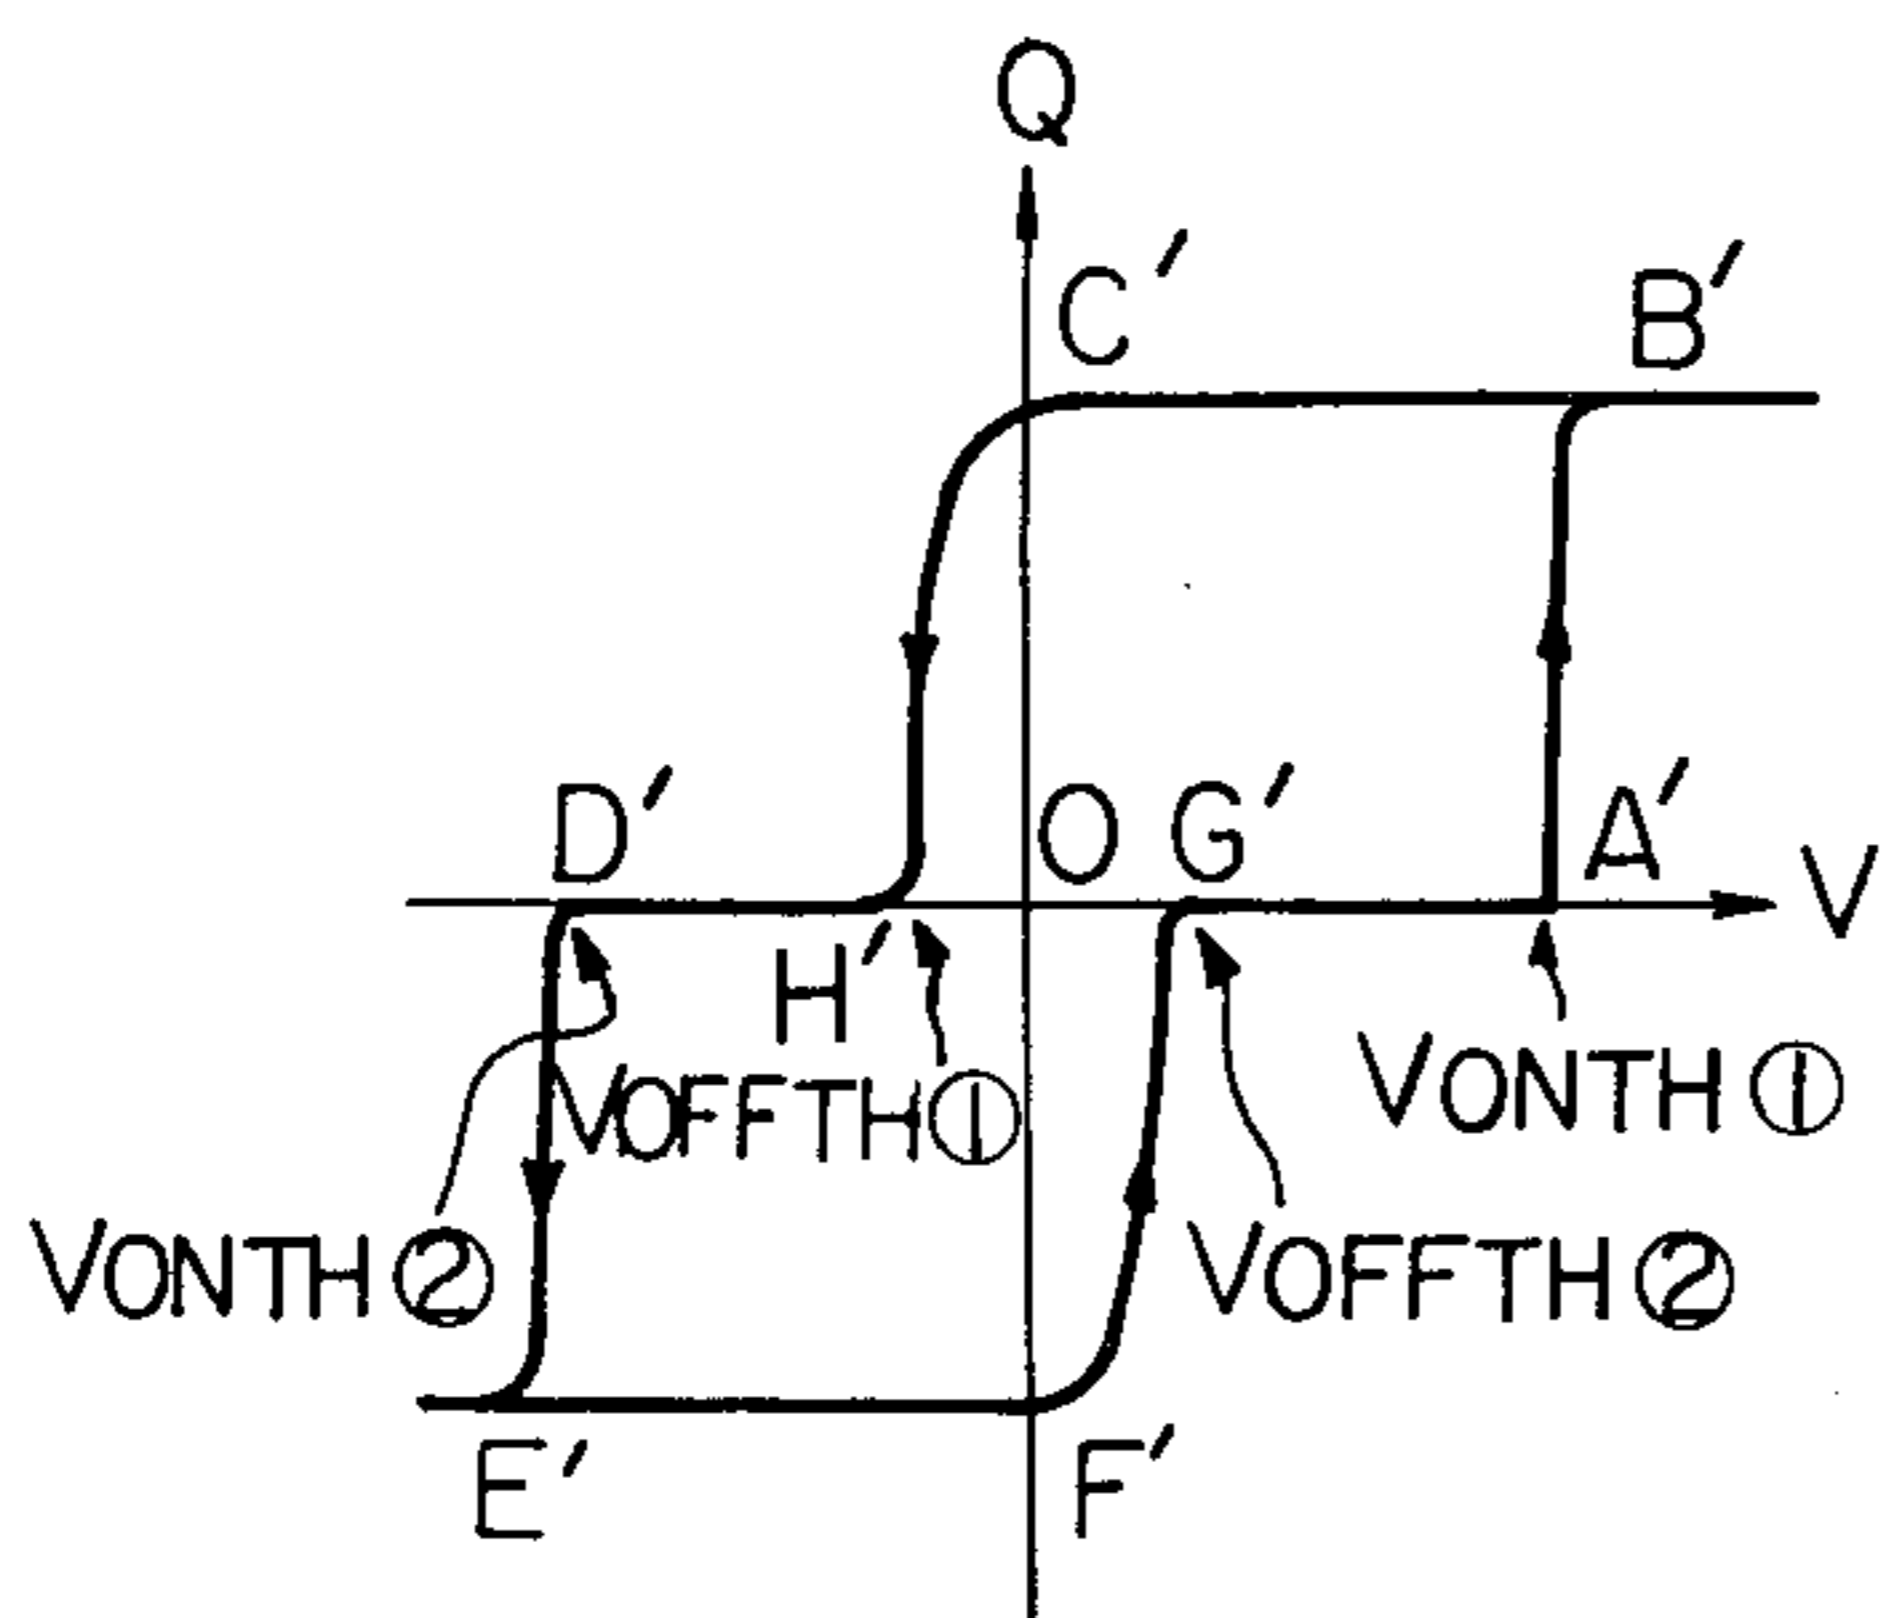 Q
C′
B′
D′
O
G′
A′
V
H′
VOFFTH①
VONTH①
VONTH②
VOFFTH②
E′
F′